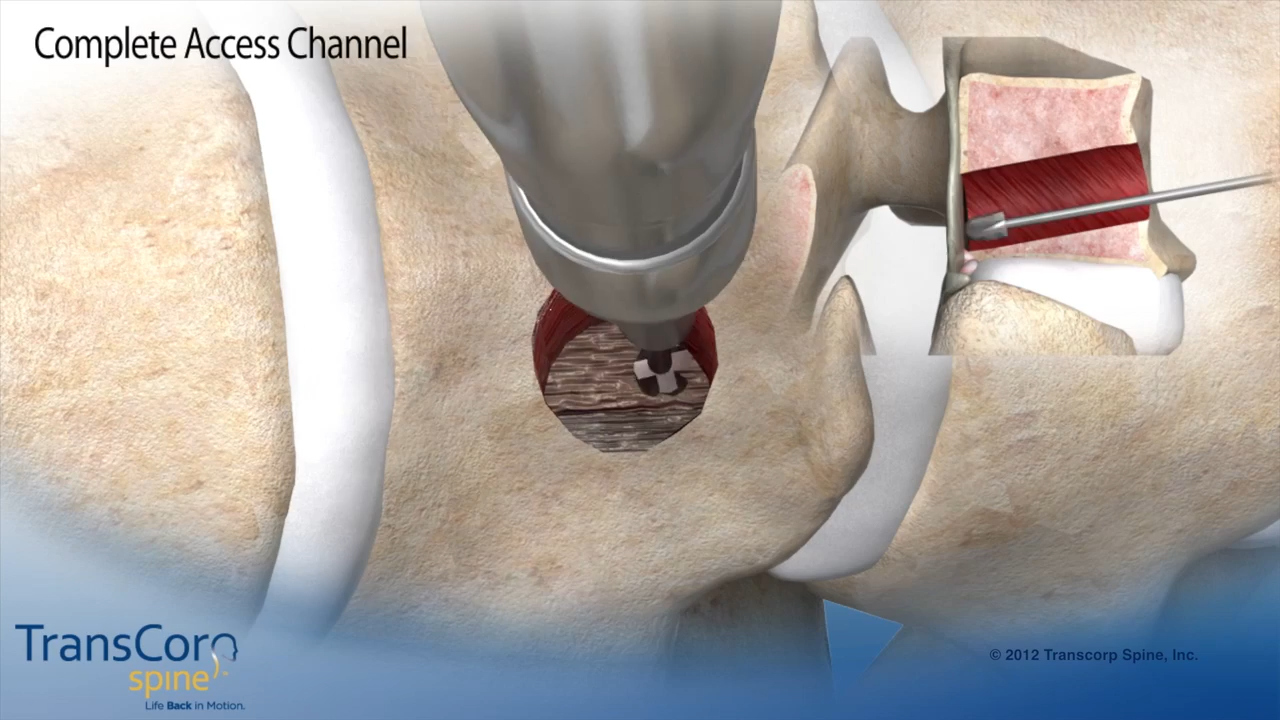 Complete Access Channel
TransCorp
spine
Life Back in Motion.
© 2012 Transcorp Spine, Inc.